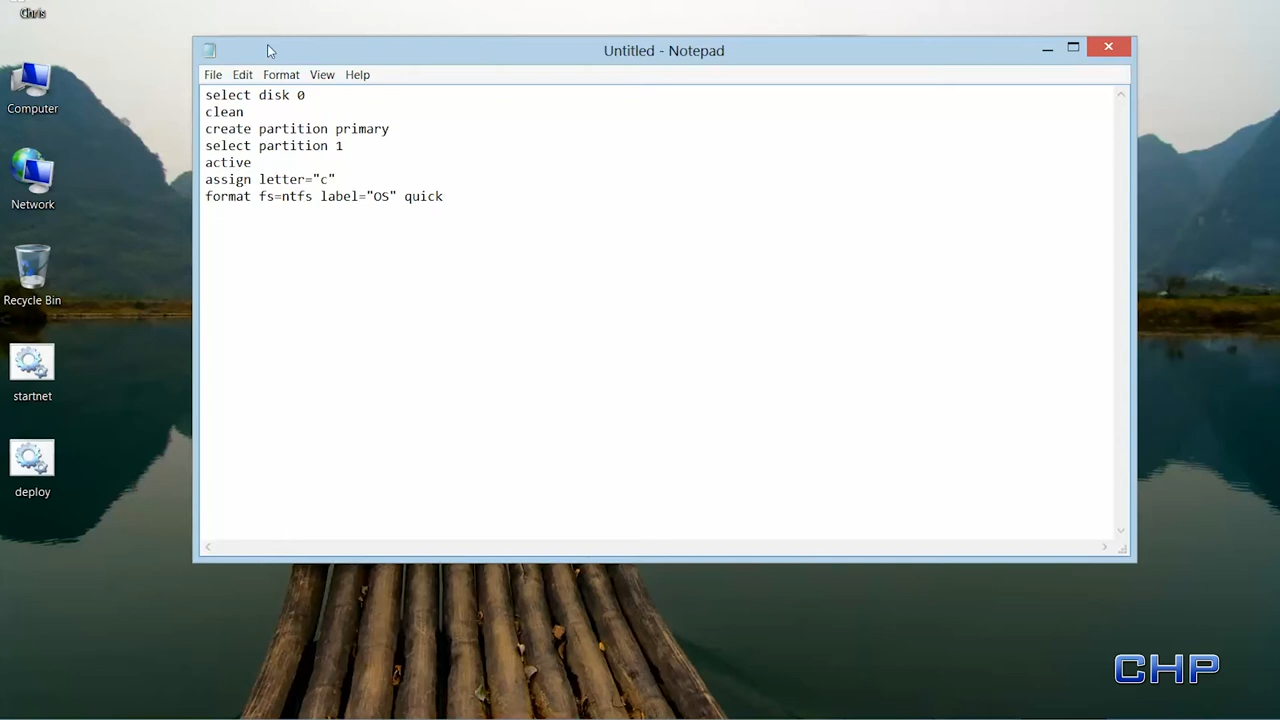 Chris
Computer
Network
Recycle Bin
startnet
deploy
Untitled - Notepad
File Edit Format View Help
select disk 0
clean
create partition primary
select partition 1
active
assign letter="c"
format fs=ntfs label="OS" quick
CHP